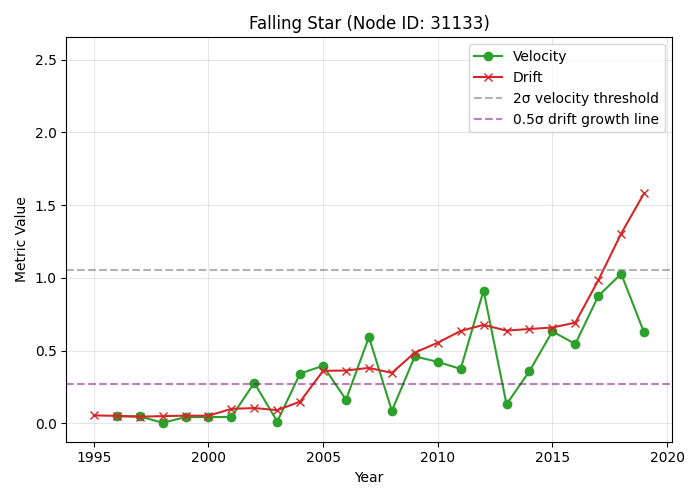 Falling Star (Node ID: 31133)
Velocity
Drift
2σ velocity threshold
0.5σ drift growth line
Metric Value
2.5
2.0
1.5
1.0
0.5
0.0
1995 2000 2005 2010 2015 2020
Year